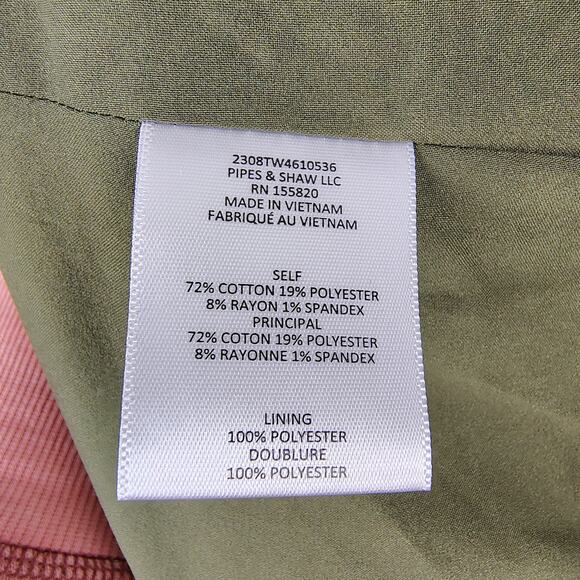 2308TW4610536
PIPES & SHAW LLC
RN 155820
MADE IN VIETNAM
FABRIQUÉ AU VIETNAM
SELF
72% COTTON 19% POLYESTER
8% RAYON 1% SPANDEX
PRINCIPAL
72% COTON 19% POLYESTER
8% RAYONNE 1% SPANDEX
LINING
100% POLYESTER
DOUBLURE
100% POLYESTER